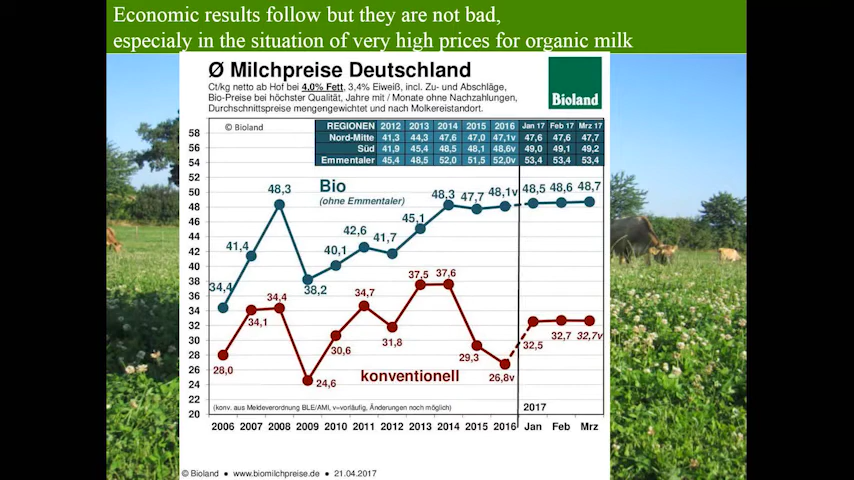 Economic results follow but they are not bad,
especialy in the situation of very high prices for organic milk
Ø Milchpreise Deutschland
Ct/kg netto ab Hof bei 4,0% Fett, 3,4% Eiweiß, incl. Zu- und Abschläge,
Bio-Preise bei höchster Qualität, Jahre mit / Monate ohne Nachzahlungen,
Durchschnittspreise mengengewichtet und nach Molkereistandort.
Bioland
© Bioland
REGIONEN 2012 2013 2014 2015 2016 Jan 17 Feb 17 Mrz 17
Nord-Mitte 41,3 44,3 47,6 47,0 47,1v 47,6 47,6 47,7
Süd 41,9 45,4 48,5 48,1 48,6v 49,0 49,1 49,2
Emmentaler 45,4 48,5 52,0 51,5 52,0v 53,4 53,4 53,4
58
56
54
52
50
48
46
44
42
40
38
36
34
32
30
28
26
24
22
20
Bio
(ohne Emmentaler)
34,4 41,4 48,3 38,2 40,1 42,6 41,7 45,1 48,3 47,7 48,1v 48,5 48,6 48,7
28,0 34,1 34,4 24,6 30,6 34,7 31,8 37,5 37,6 29,3 26,8v 32,5 32,7 32,7v
konventionell
(konv. aus Meldeverordnung BLE/AMI, v=vorläufig, Änderungen noch möglich)
2017
2006 2007 2008 2009 2010 2011 2012 2013 2014 2015 2016 Jan Feb Mrz
© Bioland ● www.biomilchpreise.de ● 21.04.2017